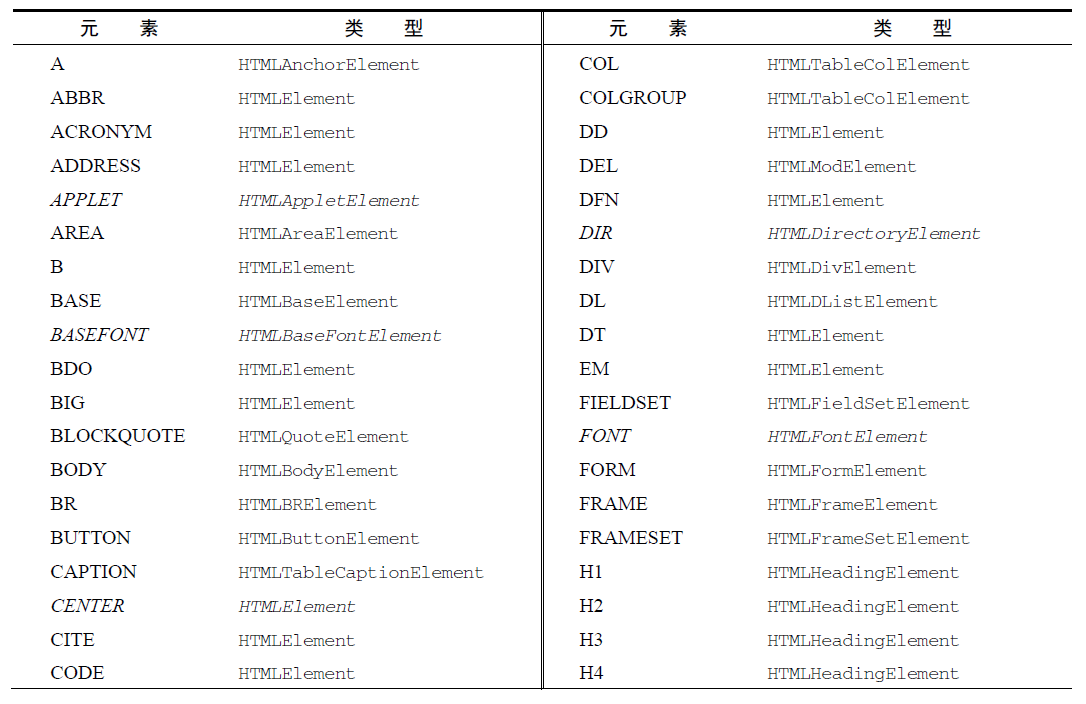 元 素 类 型 元 素 类 型
A HTMLAnchorElement COL HTMLTableColElement
ABBR HTMLElement COLGROUP HTMLTableColElement
ACRONYM HTMLElement DD HTMLElement
ADDRESS HTMLElement DEL HTMLModElement
APPLET HTMLAppletElement DFN HTMLElement
AREA HTMLAreaElement DIR HTMLDirectoryElement
B HTMLElement DIV HTMLDivElement
BASE HTMLBaseElement DL HTMLDListElement
BASEFONT HTMLBaseFontElement DT HTMLElement
BDO HTMLElement EM HTMLElement
BIG HTMLElement FIELDSET HTMLFieldSetElement
BLOCKQUOTE HTMLQuoteElement FONT HTMLFontElement
BODY HTMLBodyElement FORM HTMLFormElement
BR HTMLBRElement FRAME HTMLFrameElement
BUTTON HTMLButtonElement FRAMESET HTMLFrameSetElement
CAPTION HTMLTableCaptionElement H1 HTMLHeadingElement
CENTER HTMLElement H2 HTMLHeadingElement
CITE HTMLElement H3 HTMLHeadingElement
CODE HTMLElement H4 HTMLHeadingElement